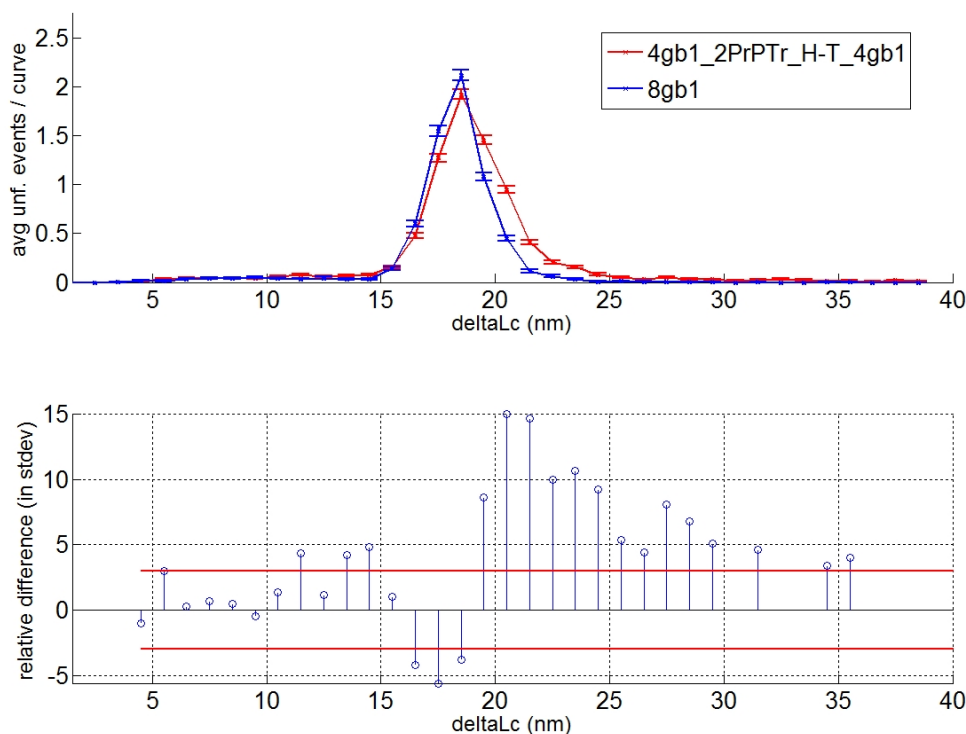 2.5
2
1.5
1
0.5
0
avg unf. events / curve
4gb1_2PrPTr_H-T_4gb1
8gb1
5 10 15 20 25 30 35 40
deltaLc (nm)
15
10
5
0
-5
relative difference (in stdev)
5 10 15 20 25 30 35 40
deltaLc (nm)